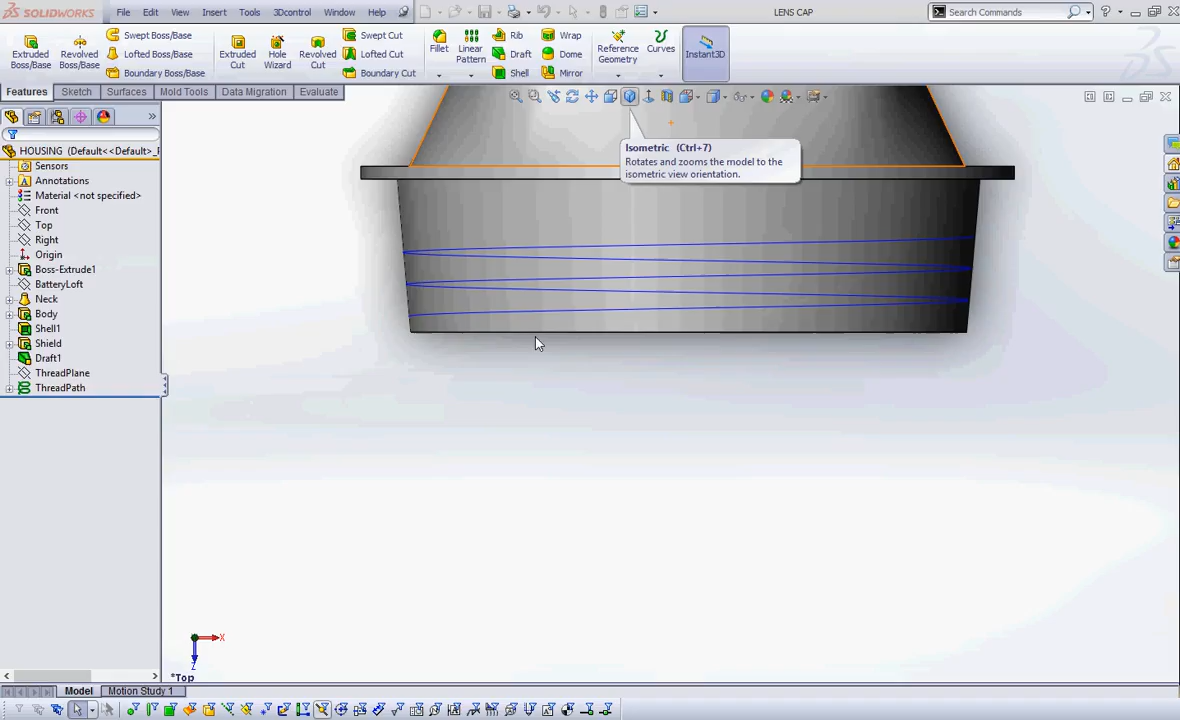 SOLIDWORKS File Edit View Insert Tools 3Dcontrol Window Help LENS CAP Search Commands ?
Extruded Boss/Base
Revolved Boss/Base
Swept Boss/Base
Lofted Boss/Base
Boundary Boss/Base
Extruded Cut
Hole Wizard
Revolved Cut
Swept Cut
Lofted Cut
Boundary Cut
Fillet
Linear Pattern
Rib
Draft
Shell
Wrap
Dome
Mirror
Reference Geometry
Curves
Instant3D
Features Sketch Surfaces Mold Tools Data Migration Evaluate
Isometric (Ctrl+7)
Rotates and zooms the model to the
isometric view orientation.
HOUSING (Default<<Default>_F
Sensors
Annotations
Material <not specified>
Front
Top
Right
Origin
Boss-Extrude1
BatteryLoft
Neck
Body
Shell1
Shield
Draft1
ThreadPlane
ThreadPath
X
Z
*Top
Model Motion Study 1